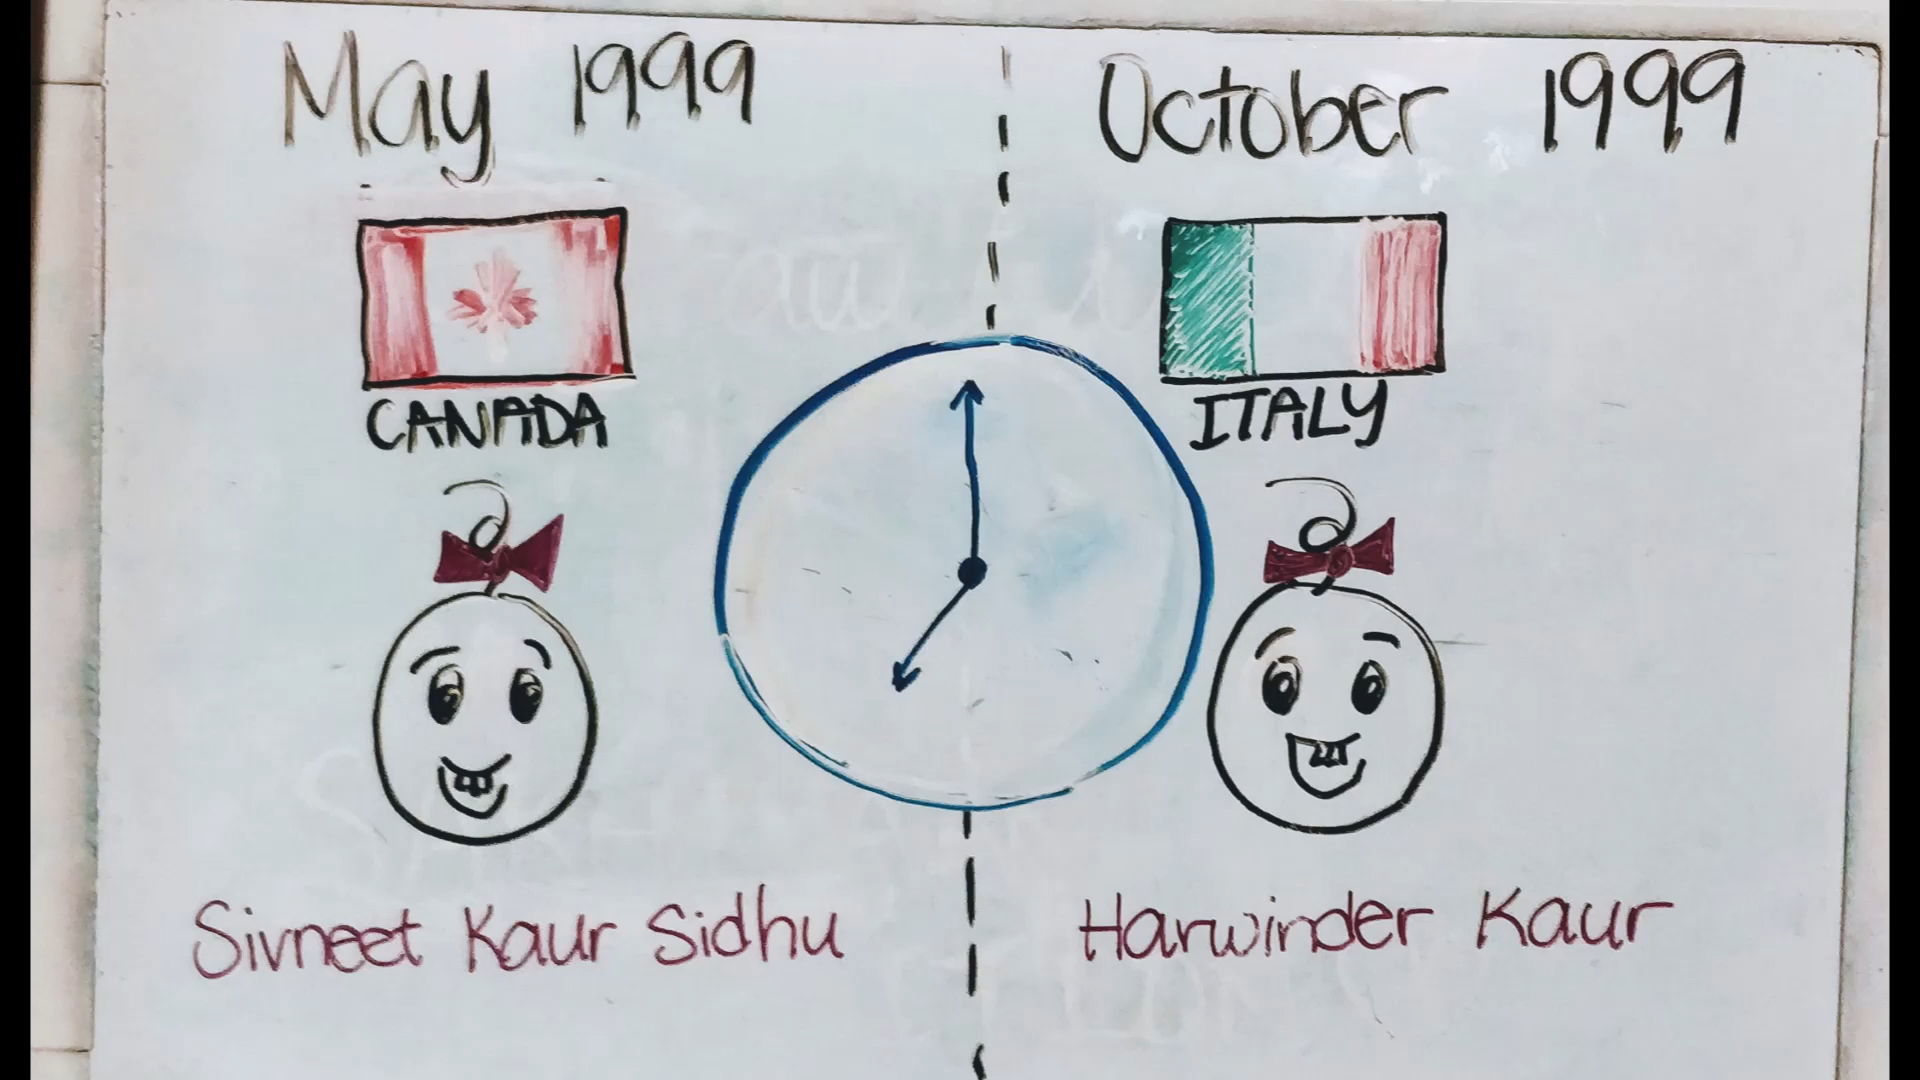 May 1999
October 1999
CANADA
ITALY
Sivneet Kaur Sidhu
Harwinder Kaur